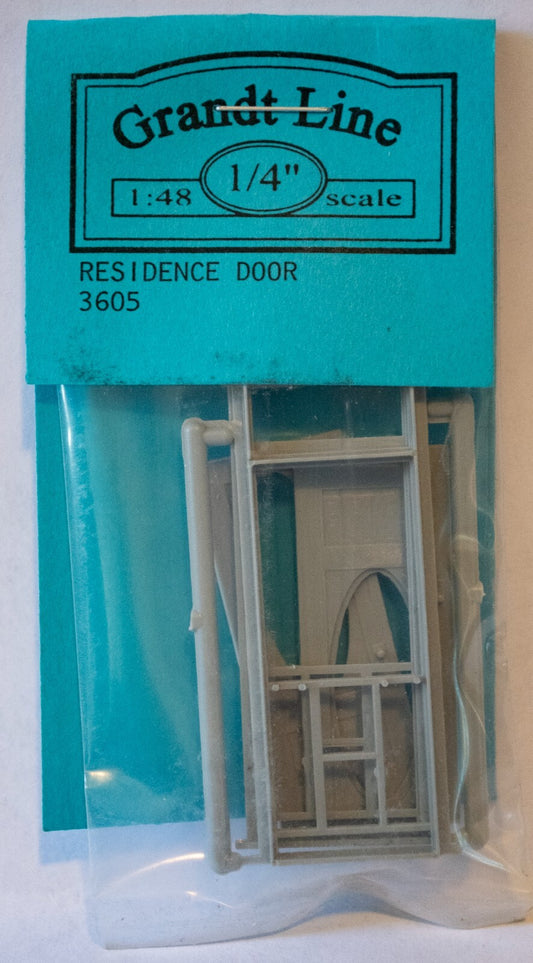 Grandt Line
1/4"
1:48 scale
RESIDENCE DOOR
3605